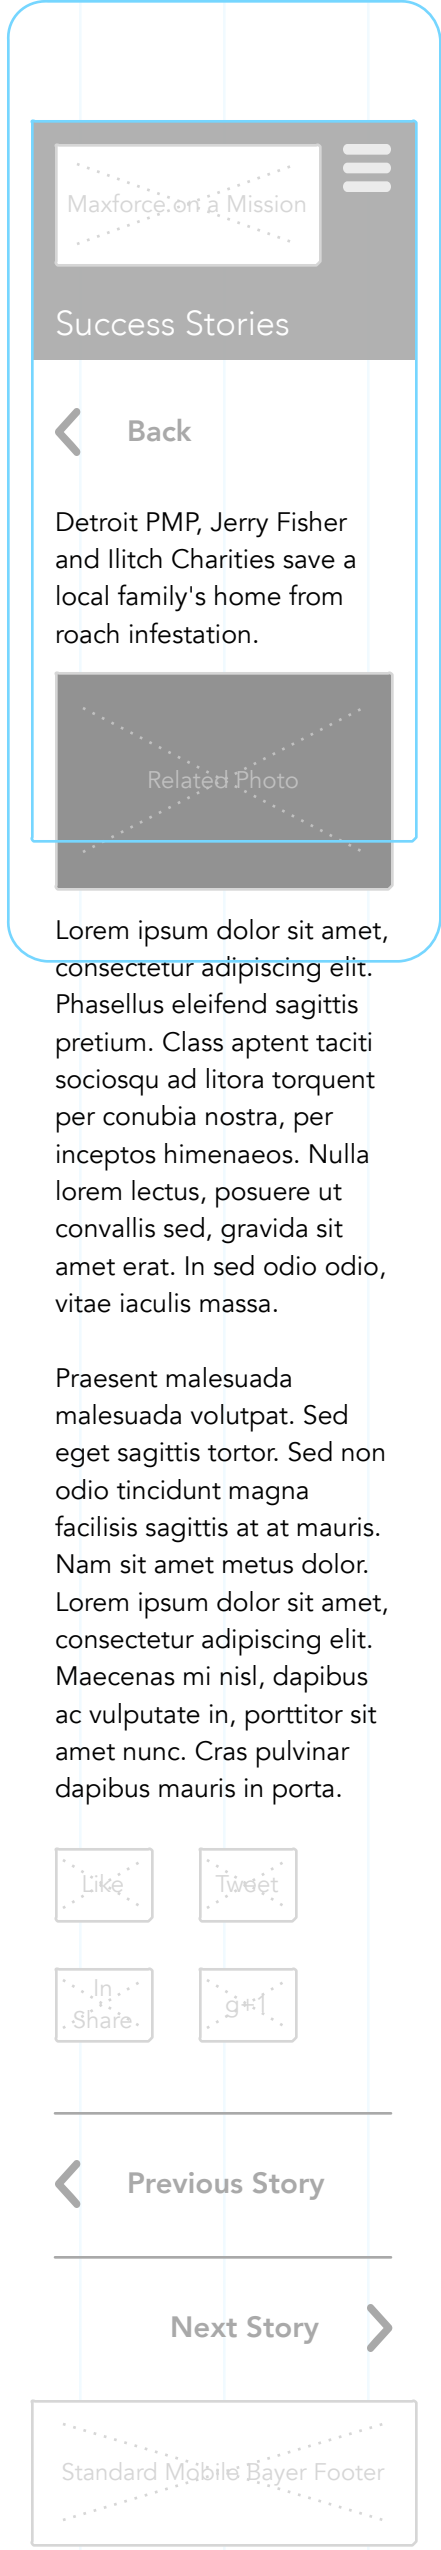 Maxforce on a Mission
Success Stories
Back
Detroit PMP, Jerry Fisher
and Ilitch Charities save a
local family's home from
roach infestation.
Related Photo
Lorem ipsum dolor sit amet,
consectetur adipiscing elit.
Phasellus eleifend sagittis
pretium. Class aptent taciti
sociosqu ad litora torquent
per conubia nostra, per
inceptos himenaeos. Nulla
lorem lectus, posuere ut
convallis sed, gravida sit
amet erat. In sed odio odio,
vitae iaculis massa.
Praesent malesuada
malesuada volutpat. Sed
eget sagittis tortor. Sed non
odio tincidunt magna
facilisis sagittis at at mauris.
Nam sit amet metus dolor.
Lorem ipsum dolor sit amet,
consectetur adipiscing elit.
Maecenas mi nisl, dapibus
ac vulputate in, porttitor sit
amet nunc. Cras pulvinar
dapibus mauris in porta.
Like
Tweet
In
Share
g+1
Previous Story
Next Story
Standard Mobile Bayer Footer